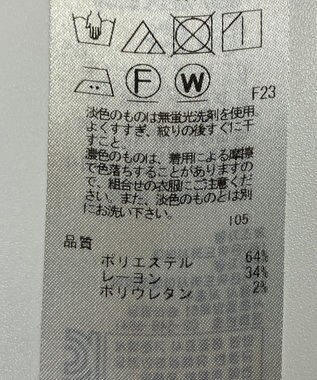 F W
F23
淡色のものは無蛍光洗剤を使用
よくすすぎ、絞りの後すぐに干
すこと。
濃色のものは、着用による摩擦
で色落ちすることがありますの
で、組合せの衣服にご注意くだ
さい。また、淡色のものとは別
にお洗い下さい。
105
品質
ポリエステル 64%
レーヨン 34%
ポリウレタン 2%